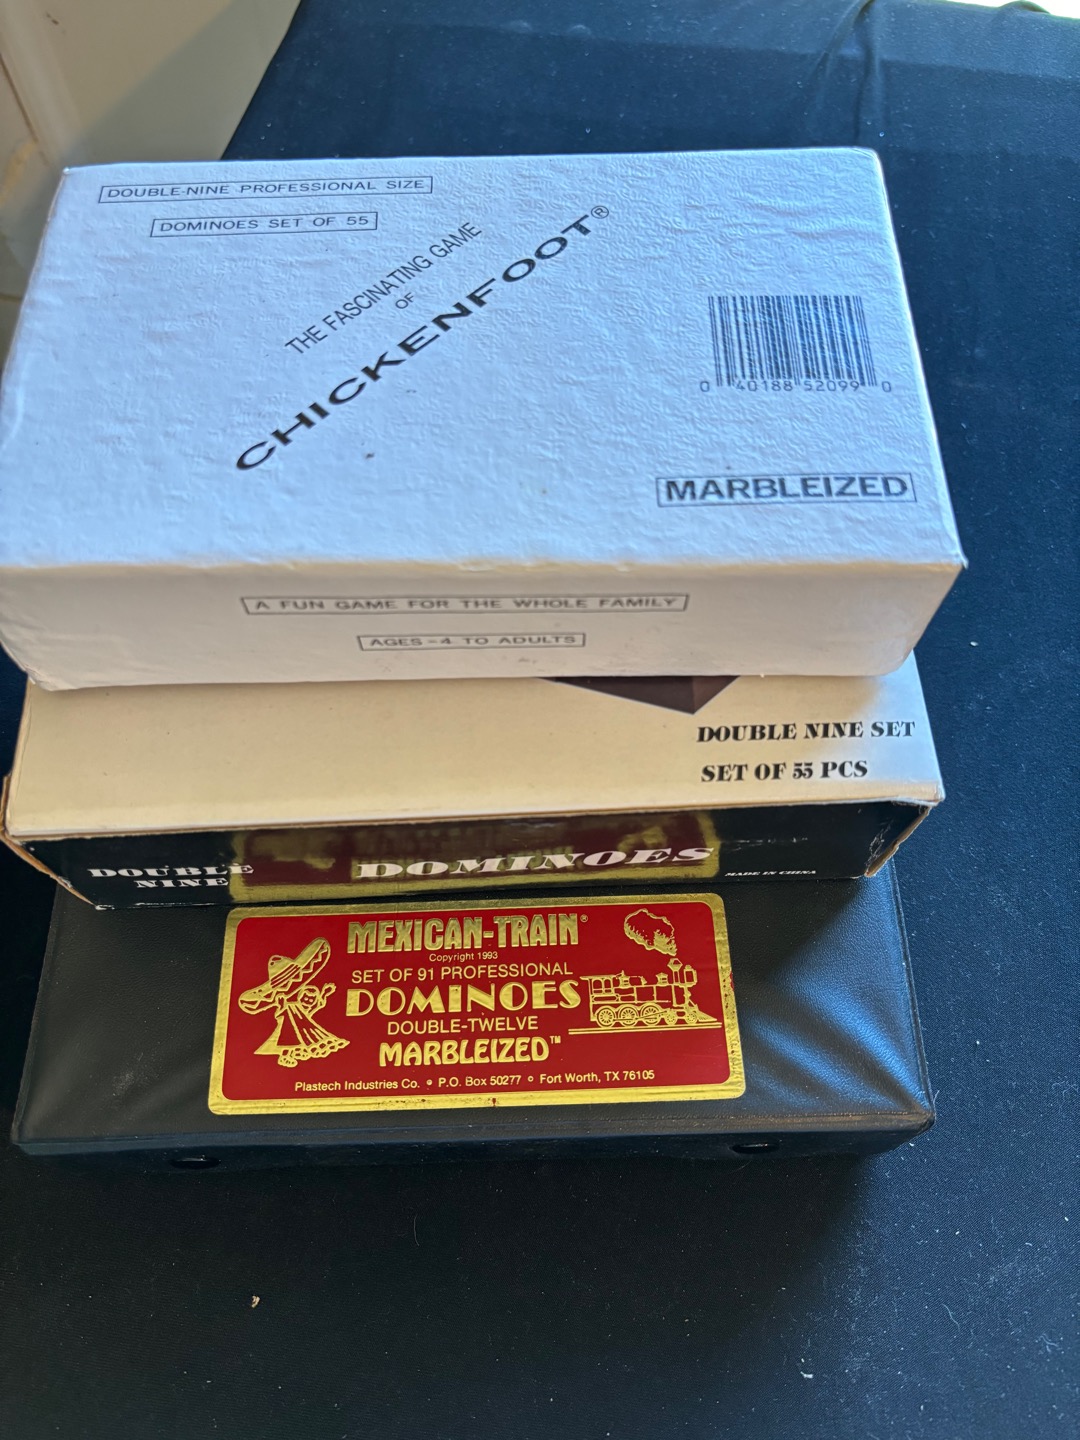 DOUBLE-NINE PROFESSIONAL SIZE
DOMINOES SET OF 55
THE FASCINATING GAME
OF
CHICKENFOOT®
0 40188 52099 0
MARBLEIZED
A FUN GAME FOR THE WHOLE FAMILY
AGES - 4 TO ADULTS
DOUBLE NINE SET
SET OF 55 PCS
DOUBLE
NINE
DOMINOES
MADE IN CHINA
MEXICAN-TRAIN®
Copyright 1993
SET OF 91 PROFESSIONAL
DOMINOES
DOUBLE-TWELVE
MARBLEIZED™
Plastech Industries Co. • P.O. Box 50277 • Fort Worth, TX 76105